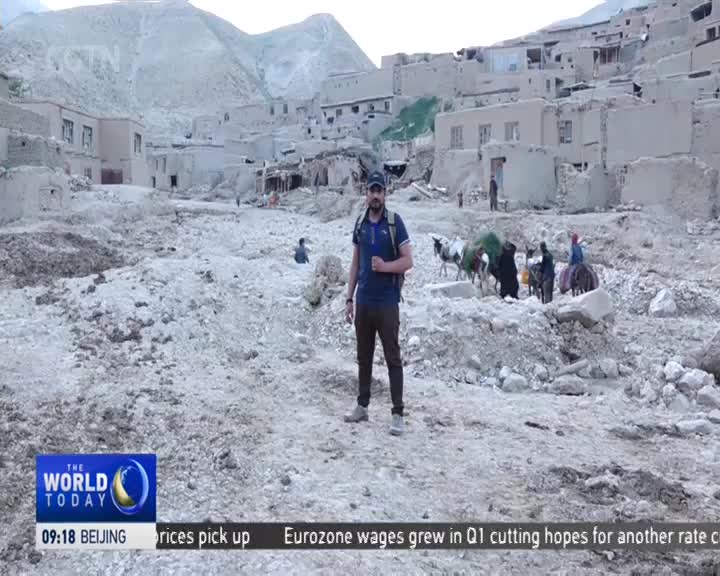 CGTN
THE
WORLD
TODAY
09:18 BEIJING
prices pick up Eurozone wages grew in Q1 cutting hopes for another rate c